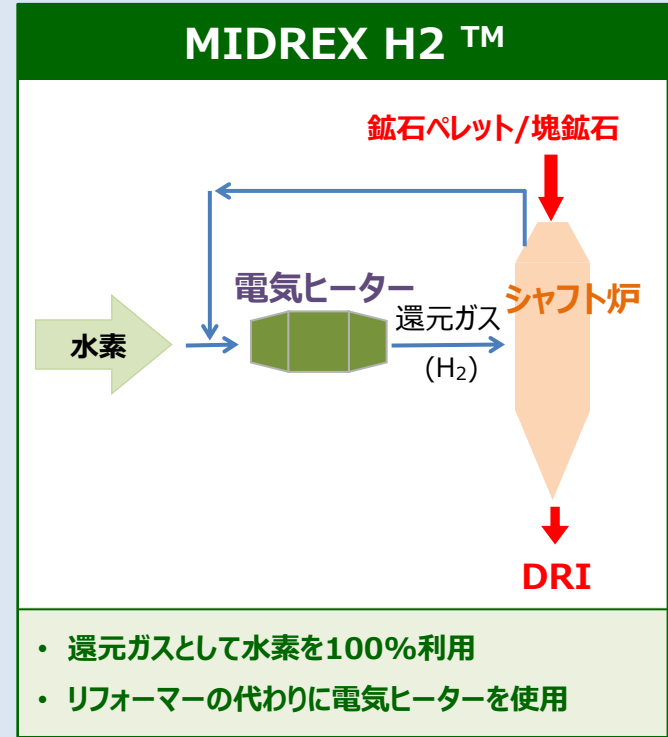 MIDREX H2 ™
鉱石ペレット/塊鉱石
電気ヒーター
シャフト炉
水素
還元ガス
(H₂)
DRI
• 還元ガスとして水素を100%利用
• リフォーマーの代わりに電気ヒーターを使用